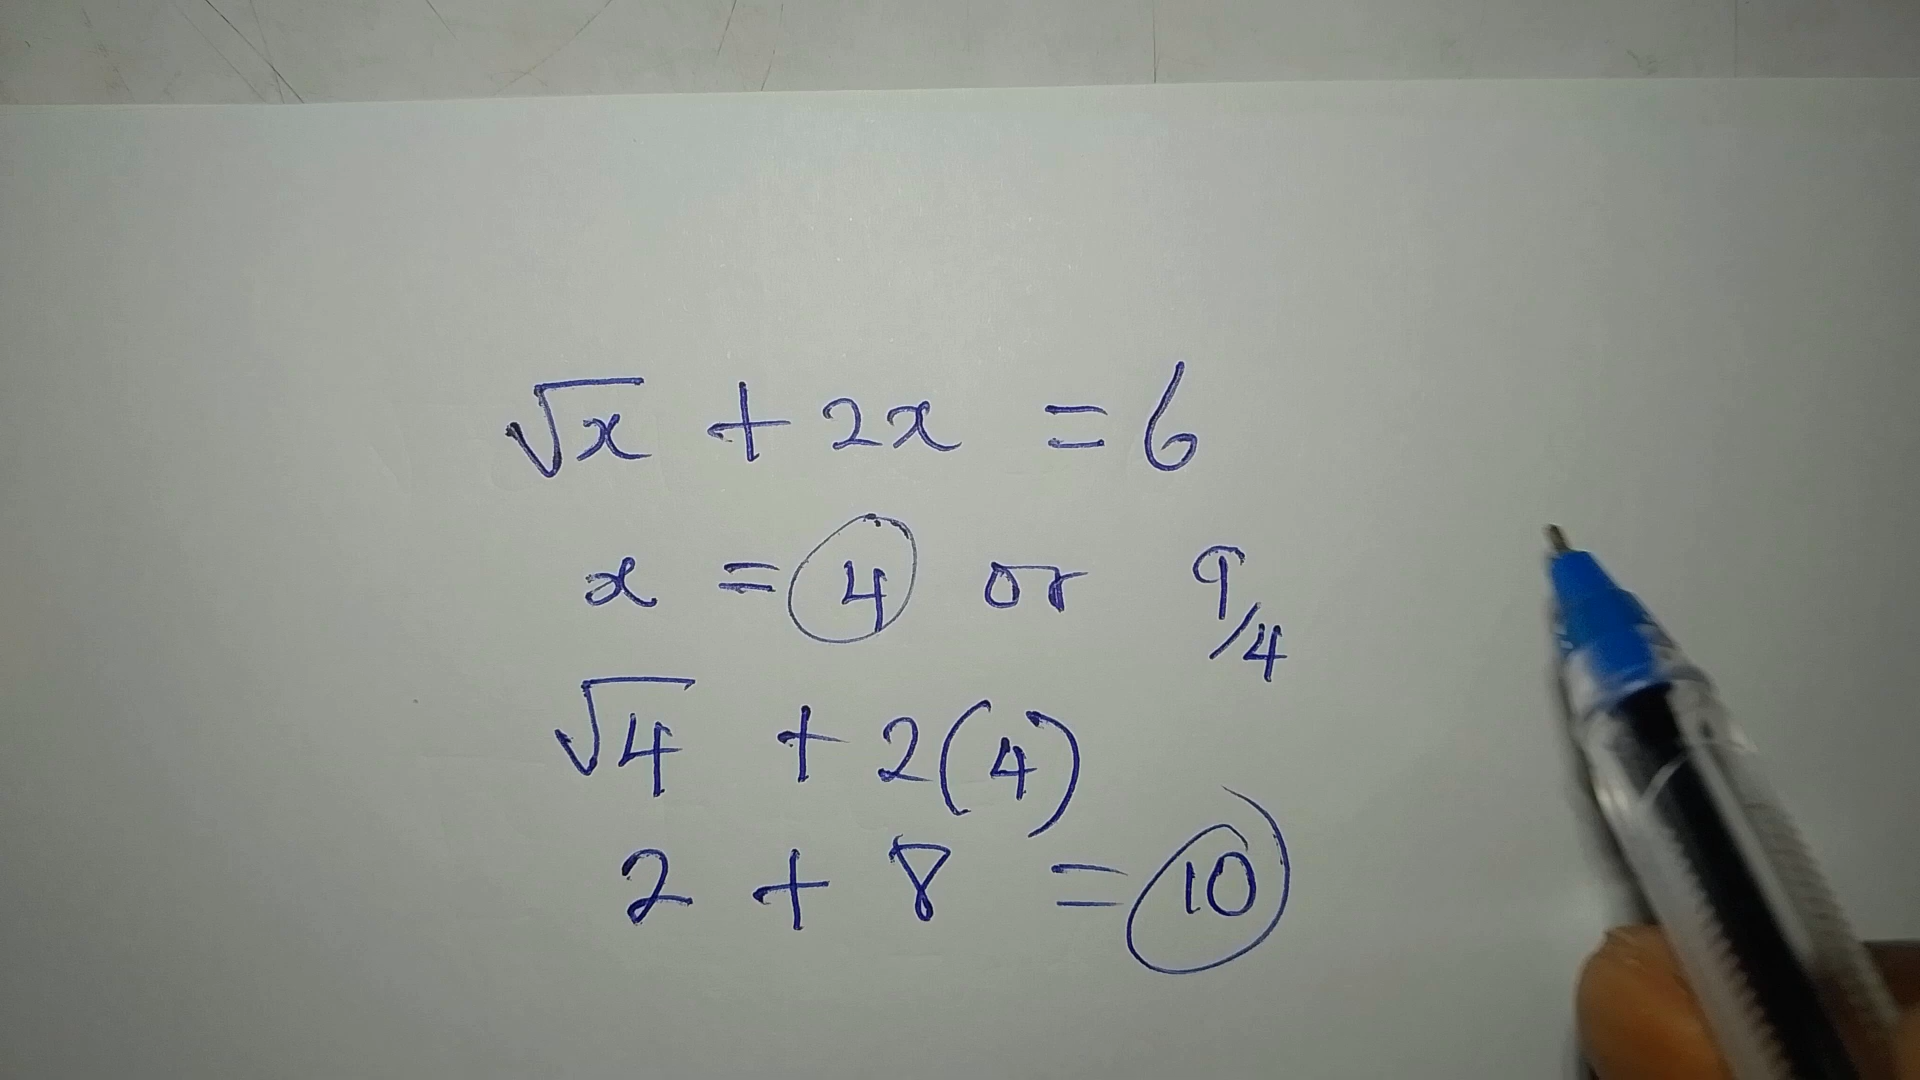 √x + 2x = 6
x = 4 or 9/4
√4 + 2(4)
2 + 8 = 10